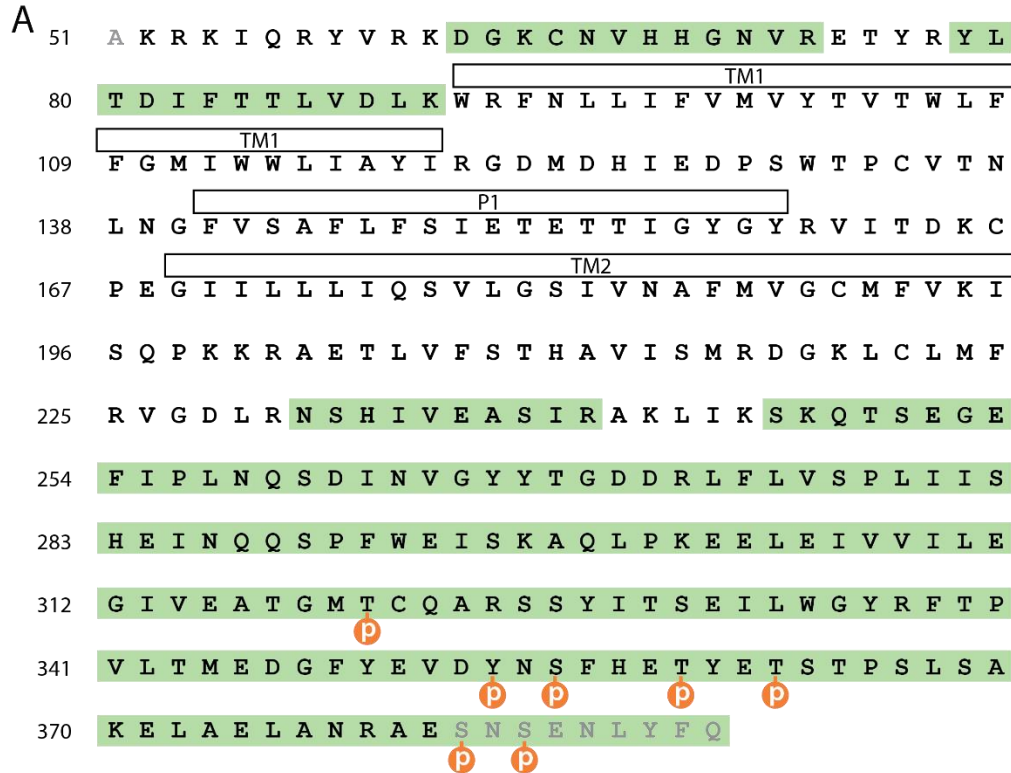 A
51 A K R K I Q R Y V R K D G K C N V H H G N V R E T Y R Y L
TM1
80 T D I F T T L V D L K W R F N L L I F V M V Y T V T W L F
TM1
109 F G M I W W L I A Y I R G D M D H I E D P S W T P C V T N
P1
138 L N G F V S A F L F S I E T E T T I G Y G Y R V I T D K C
TM2
167 P E G I I L L L I Q S V L G S I V N A F M V G C M F V K I
196 S Q P K K R A E T L V F S T H A V I S M R D G K L C L M F
225 R V G D L R N S H I V E A S I R A K L I K S K Q T S E G E
254 F I P L N Q S D I N V G Y Y T G D D R L F L V S P L I I S
283 H E I N Q Q S P F W E I S K A Q L P K E E L E I V V I L E
312 G I V E A T G M T C Q A R S S Y I T S E I L W G Y R F T P
p
341 V L T M E D G F Y E V D Y N S F H E T Y E T S T P S L S A
p p p p
370 K E L A E L A N R A E S N S E N L Y F Q
p p